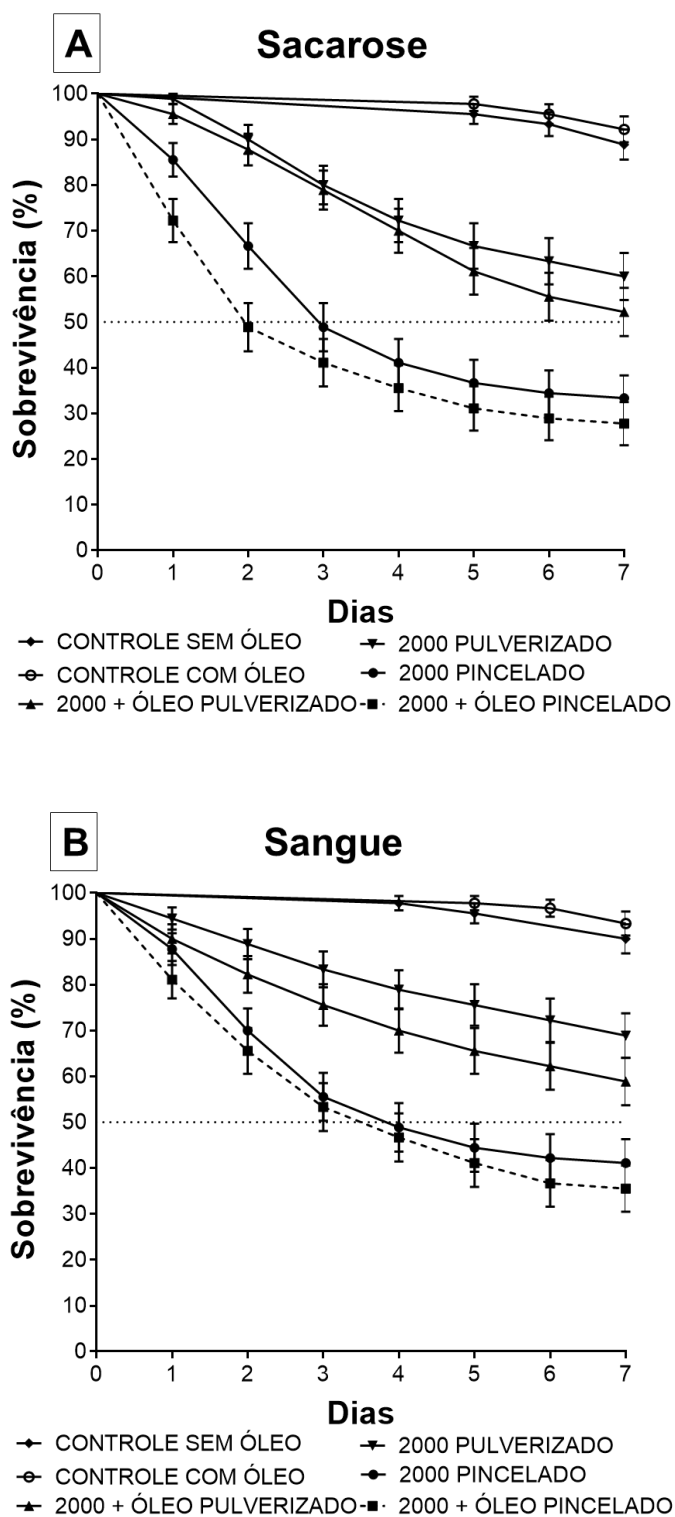 A
Sacarose
Sobrevivência (%)
100
90
80
70
60
50
40
30
20
10
0
0 1 2 3 4 5 6 7
Dias
CONTROLE SEM ÓLEO
2000 PULVERIZADO
CONTROLE COM ÓLEO
2000 PINCELADO
2000 + ÓLEO PULVERIZADO
2000 + ÓLEO PINCELADO
B
Sangue
Sobrevivência (%)
100
90
80
70
60
50
40
30
20
10
0
0 1 2 3 4 5 6 7
Dias
CONTROLE SEM ÓLEO
2000 PULVERIZADO
CONTROLE COM ÓLEO
2000 PINCELADO
2000 + ÓLEO PULVERIZADO
2000 + ÓLEO PINCELADO